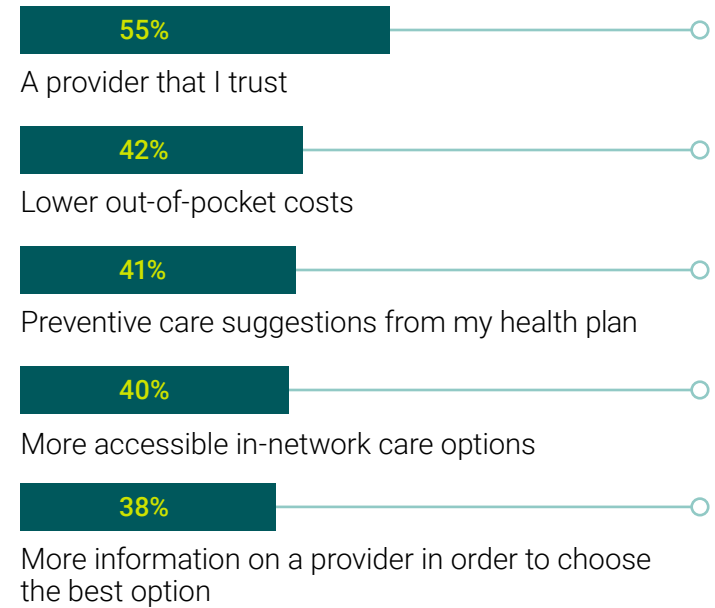 55%
A provider that I trust
42%
Lower out-of-pocket costs
41%
Preventive care suggestions from my health plan
40%
More accessible in-network care options
38%
More information on a provider in order to choose
the best option